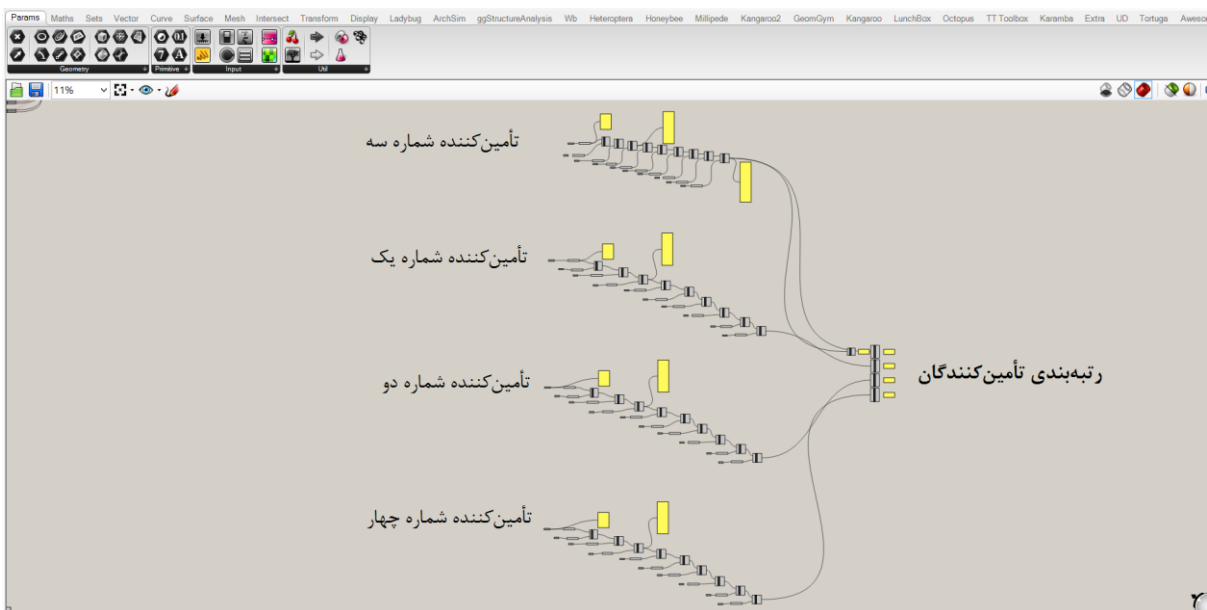 Params Maths Sets Vector Curve Surface Mesh Intersect Transform Display Ladybug ArchSim ggStructureAnalysis Wb Heteroptera Honeybee Millipede Kangaroo2 GeomGym Kangaroo LunchBox Octopus TT Toolbox Karamba Extra UD Tortuga
Geometry Primitive Input Util
11%
تأمین‌کننده شماره سه
تأمین‌کننده شماره یک
تأمین‌کننده شماره دو
رتبه‌بندی تأمین‌کنندگان
تأمین‌کننده شماره چهار